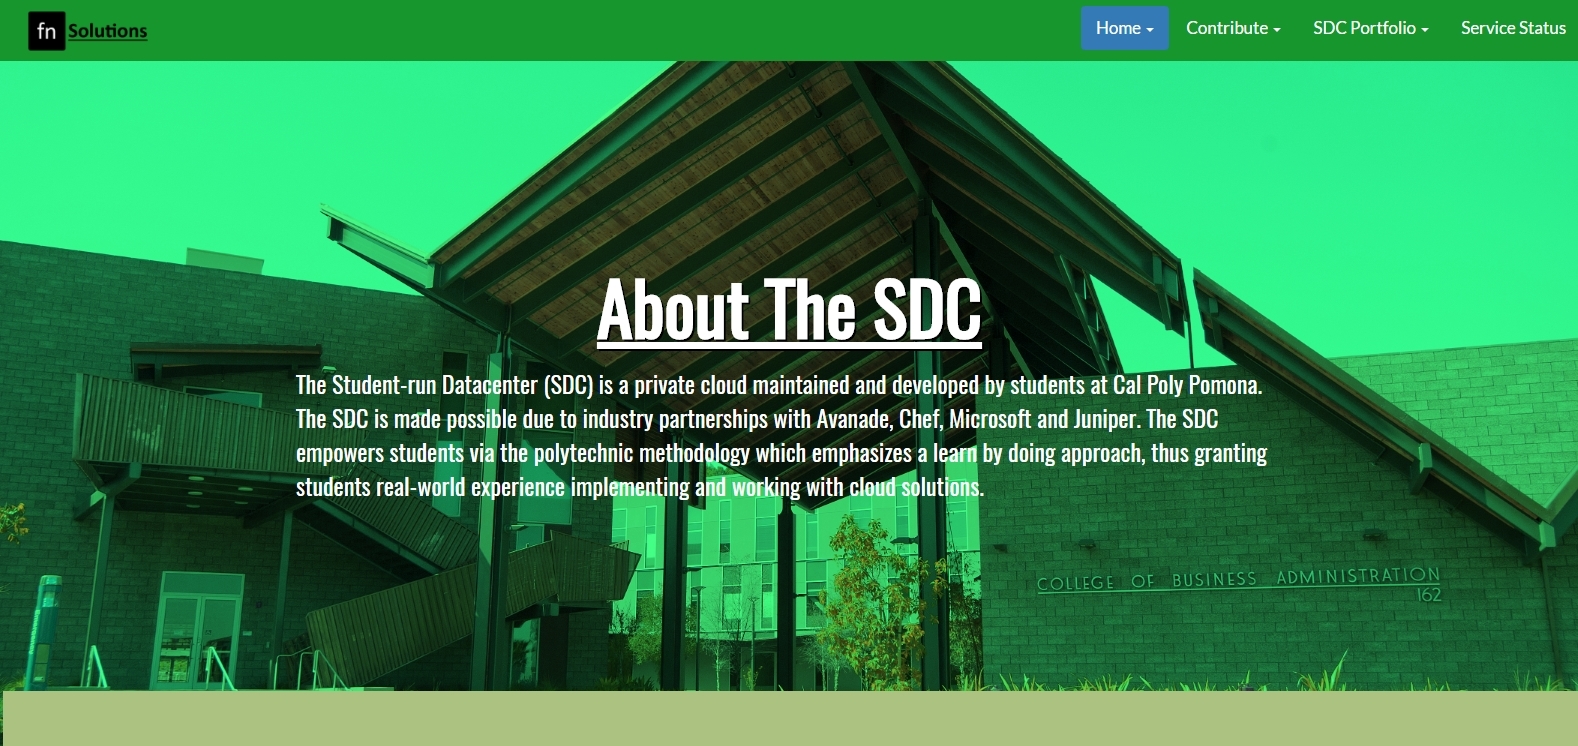 fn Solutions
Home
Contribute
SDC Portfolio
Service Status
About The SDC
The Student-run Datacenter (SDC) is a private cloud maintained and developed by students at Cal Poly Pomona.
The SDC is made possible due to industry partnerships with Avanade, Chef, Microsoft and Juniper. The SDC
empowers students via the polytechnic methodology which emphasizes a learn by doing approach, thus granting
students real-world experience implementing and working with cloud solutions.
COLLEGE OF BUSINESS ADMINISTRATION
162